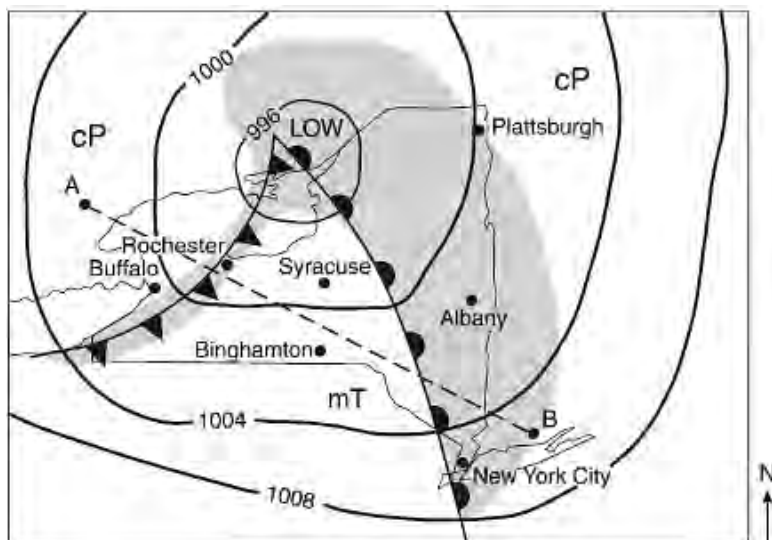 1000
cP
996
LOW
cP
Plattsburgh
A
Rochester
Buffalo
Syracuse
Albany
Binghamton
mT
1004
B
New York City
1008
N